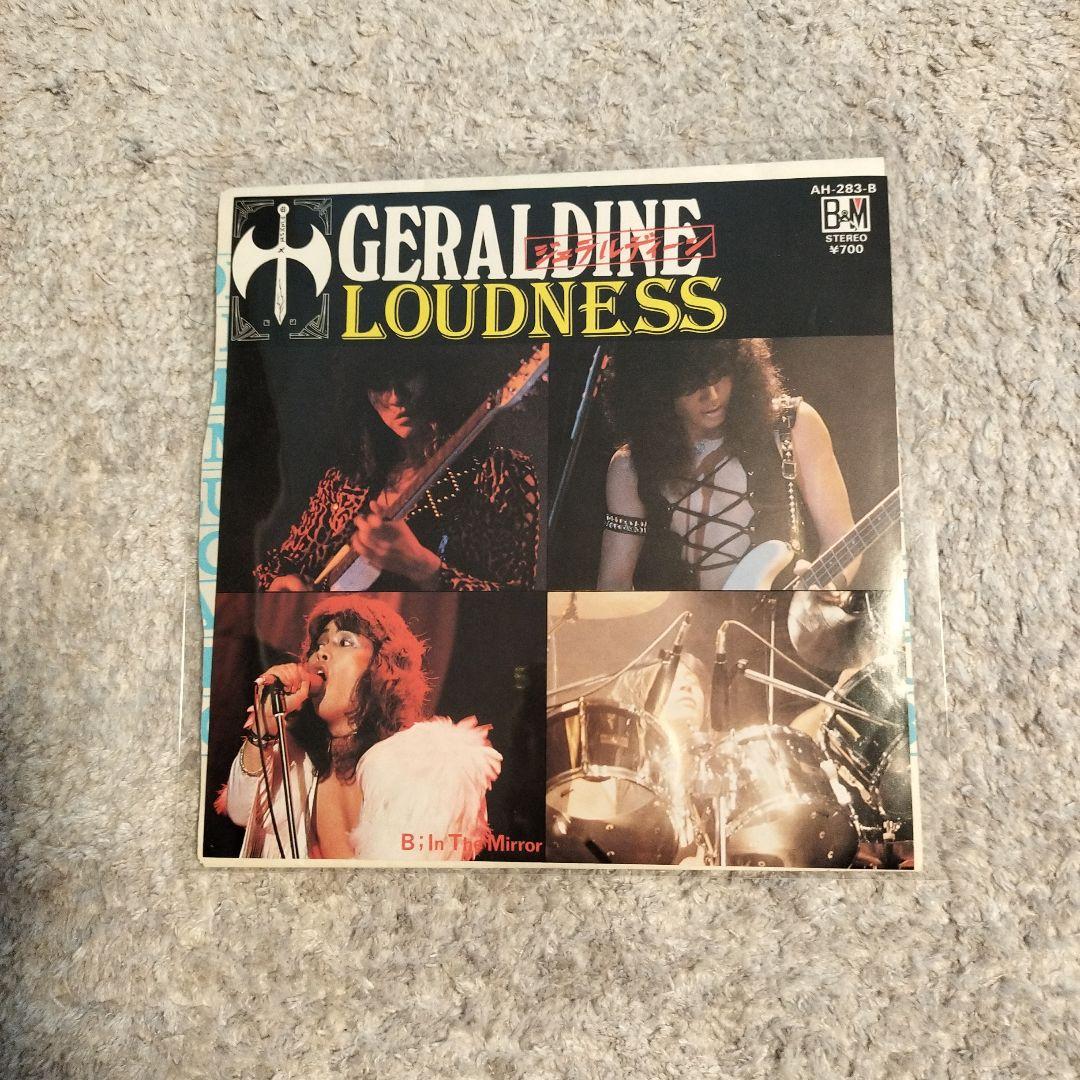 GERALDINE
ジェラルディーン
LOUDNESS
AH-283-B
B&M
STEREO
¥700
B;In The Mirror